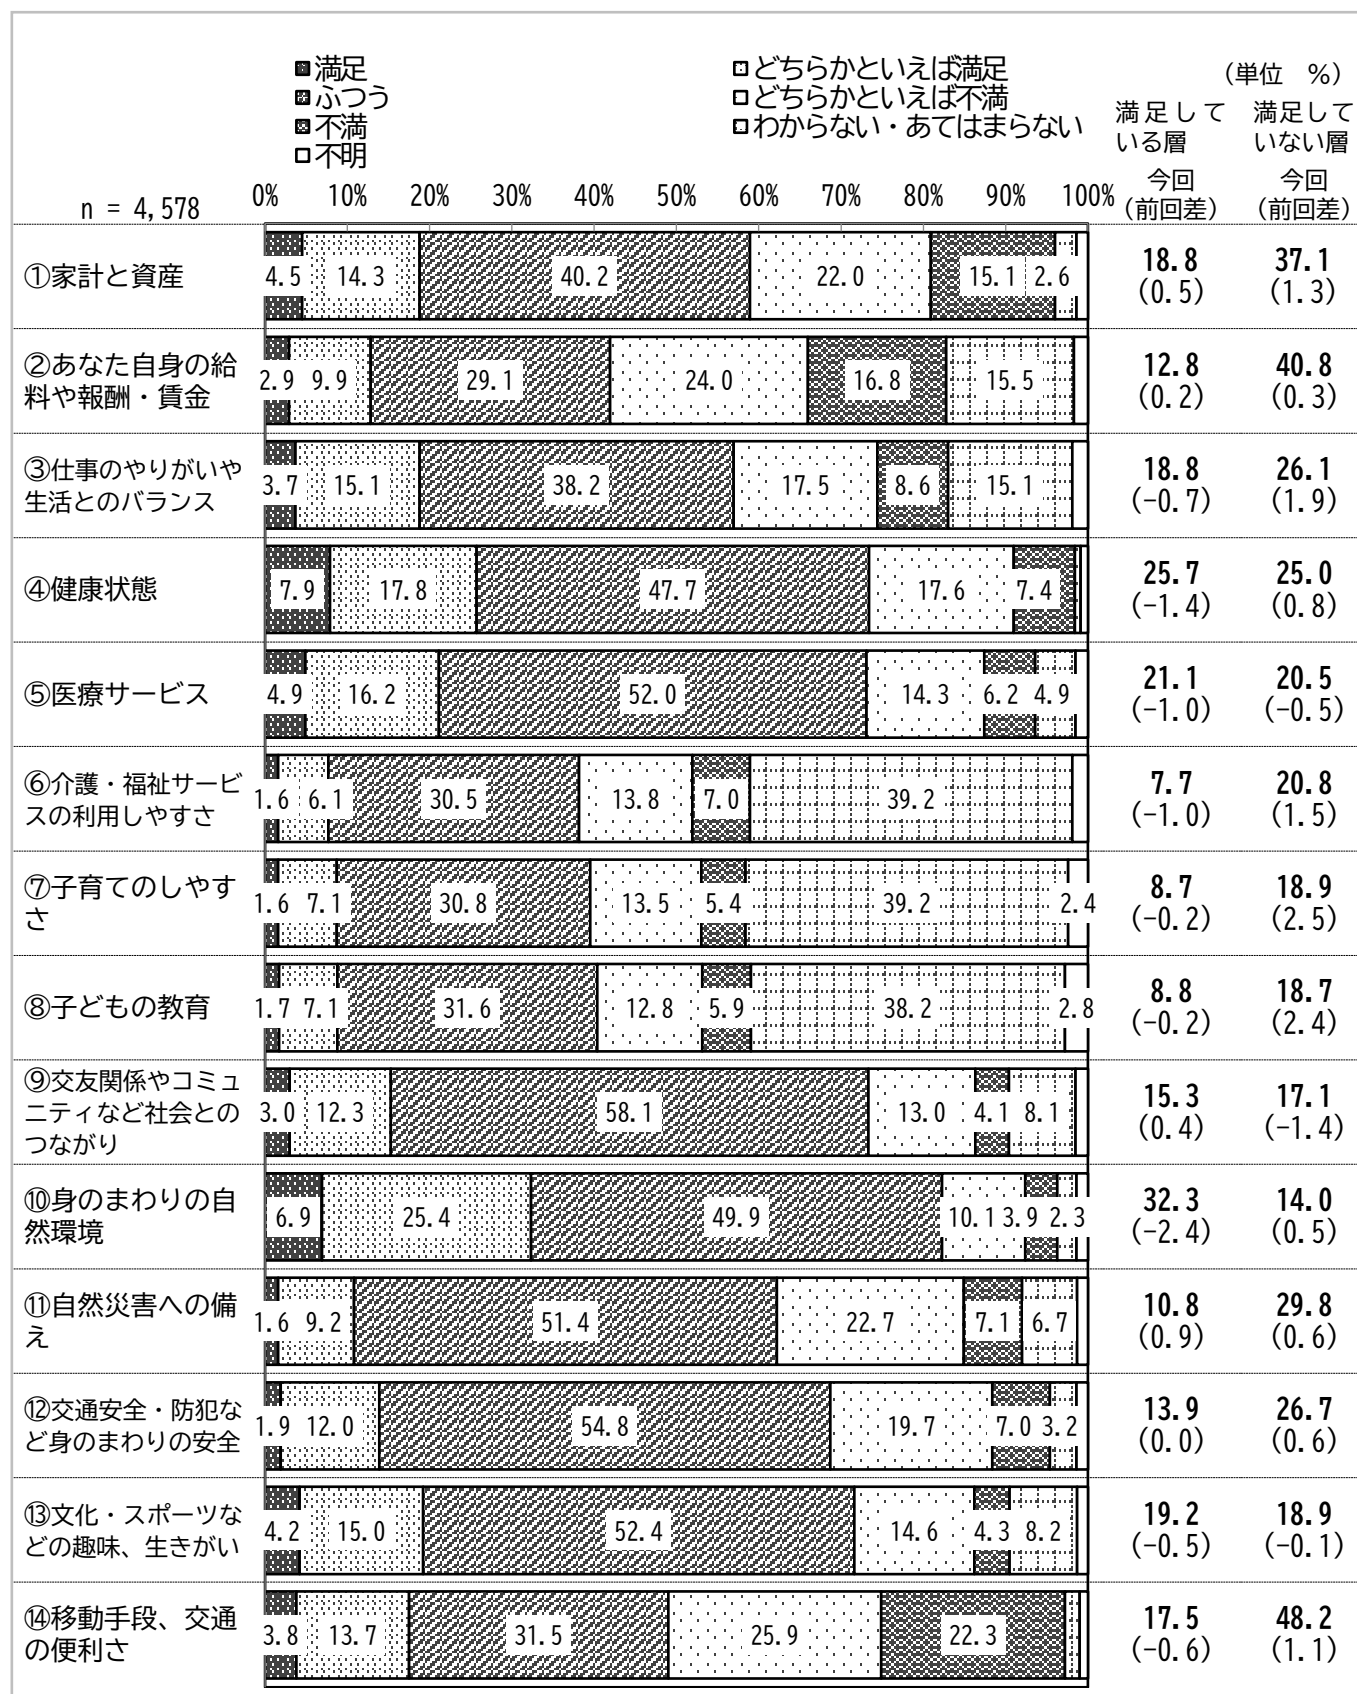 ■満足 □どちらかといえば満足 （単位　％）
■ふつう □どちらかといえば不満
■不満 □わからない・あてはまらない
□不明
満足して 満足して
いる層 いない層
今回 今回
n = 4,578 0% 10% 20% 30% 40% 50% 60% 70% 80% 90% 100% （前回差） （前回差）
①家計と資産
4.5 14.3 40.2 22.0 15.1 2.6
18.8 37.1
(0.5) (1.3)
②あなた自身の給
料や報酬・賃金
2.9 9.9 29.1 24.0 16.8 15.5
12.8 40.8
(0.2) (0.3)
③仕事のやりがいや
生活とのバランス
3.7 15.1 38.2 17.5 8.6 15.1
18.8 26.1
(-0.7) (1.9)
④健康状態
7.9 17.8 47.7 17.6 7.4
25.7 25.0
(-1.4) (0.8)
⑤医療サービス
4.9 16.2 52.0 14.3 6.2 4.9
21.1 20.5
(-1.0) (-0.5)
⑥介護・福祉サービ
スの利用しやすさ
1.6 6.1 30.5 13.8 7.0 39.2
7.7 20.8
(-1.0) (1.5)
⑦子育てのしやす
さ
1.6 7.1 30.8 13.5 5.4 39.2 2.4
8.7 18.9
(-0.2) (2.5)
⑧子どもの教育
1.7 7.1 31.6 12.8 5.9 38.2 2.8
8.8 18.7
(-0.2) (2.4)
⑨交友関係やコミュ
ニティなど社会との
つながり
3.0 12.3 58.1 13.0 4.1 8.1
15.3 17.1
(0.4) (-1.4)
⑩身のまわりの自
然環境
6.9 25.4 49.9 10.1 3.9 2.3
32.3 14.0
(-2.4) (0.5)
⑪自然災害への備
え
1.6 9.2 51.4 22.7 7.1 6.7
10.8 29.8
(0.9) (0.6)
⑫交通安全・防犯な
ど身のまわりの安全
1.9 12.0 54.8 19.7 7.0 3.2
13.9 26.7
(0.0) (0.6)
⑬文化・スポーツな
どの趣味、生きがい
4.2 15.0 52.4 14.6 4.3 8.2
19.2 18.9
(-0.5) (-0.1)
⑭移動手段、交通
の便利さ
3.8 13.7 31.5 25.9 22.3
17.5 48.2
(-0.6) (1.1)